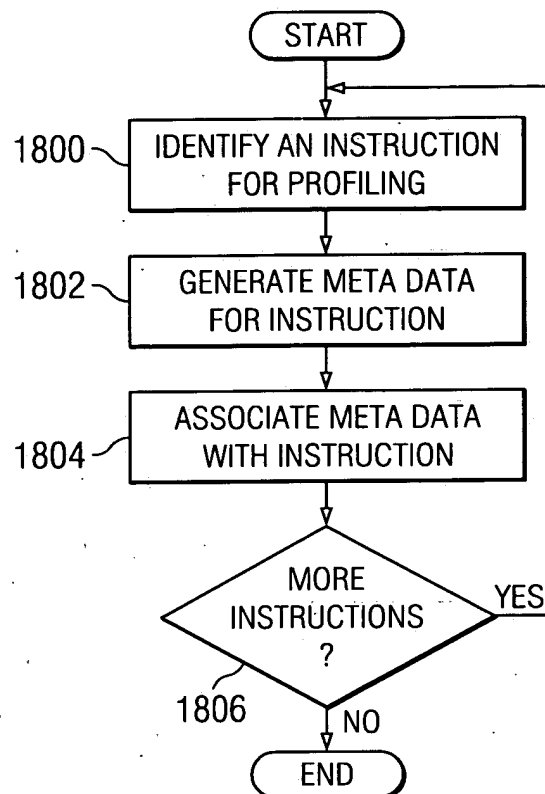 START
1800
IDENTIFY AN INSTRUCTION
FOR PROFILING
1802
GENERATE META DATA
FOR INSTRUCTION
1804
ASSOCIATE META DATA
WITH INSTRUCTION
MORE
INSTRUCTIONS
?
YES
1806
NO
END